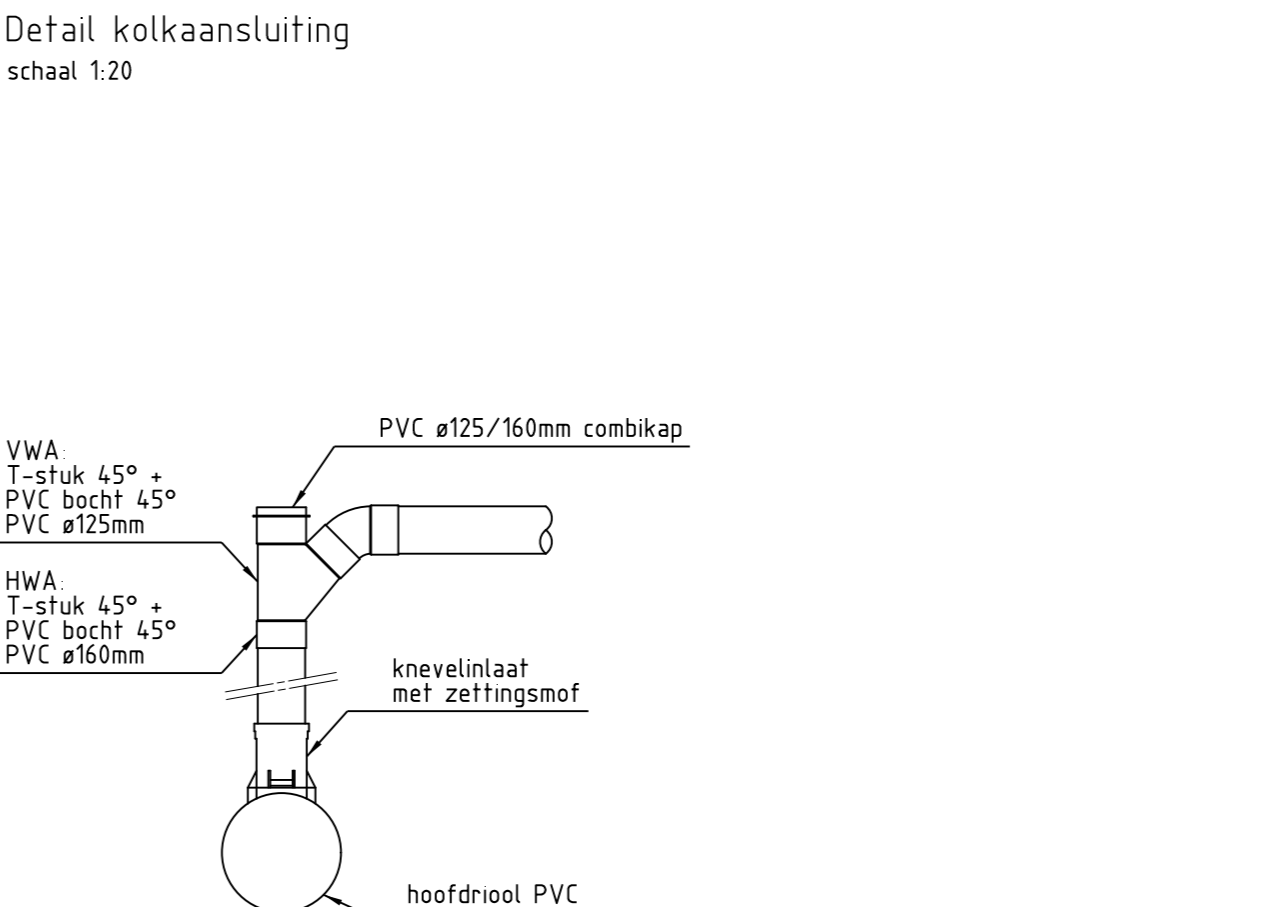 Detail kolkaansluiting
schaal 1:20
PVC ø125/160mm combikap
VWA:
T-stuk 45° +
PVC bocht 45°
PVC ø125mm
HWA:
T-stuk 45° +
PVC bocht 45°
PVC ø160mm
knevelinlaat
met zettingsmof
hoofdriool PVC